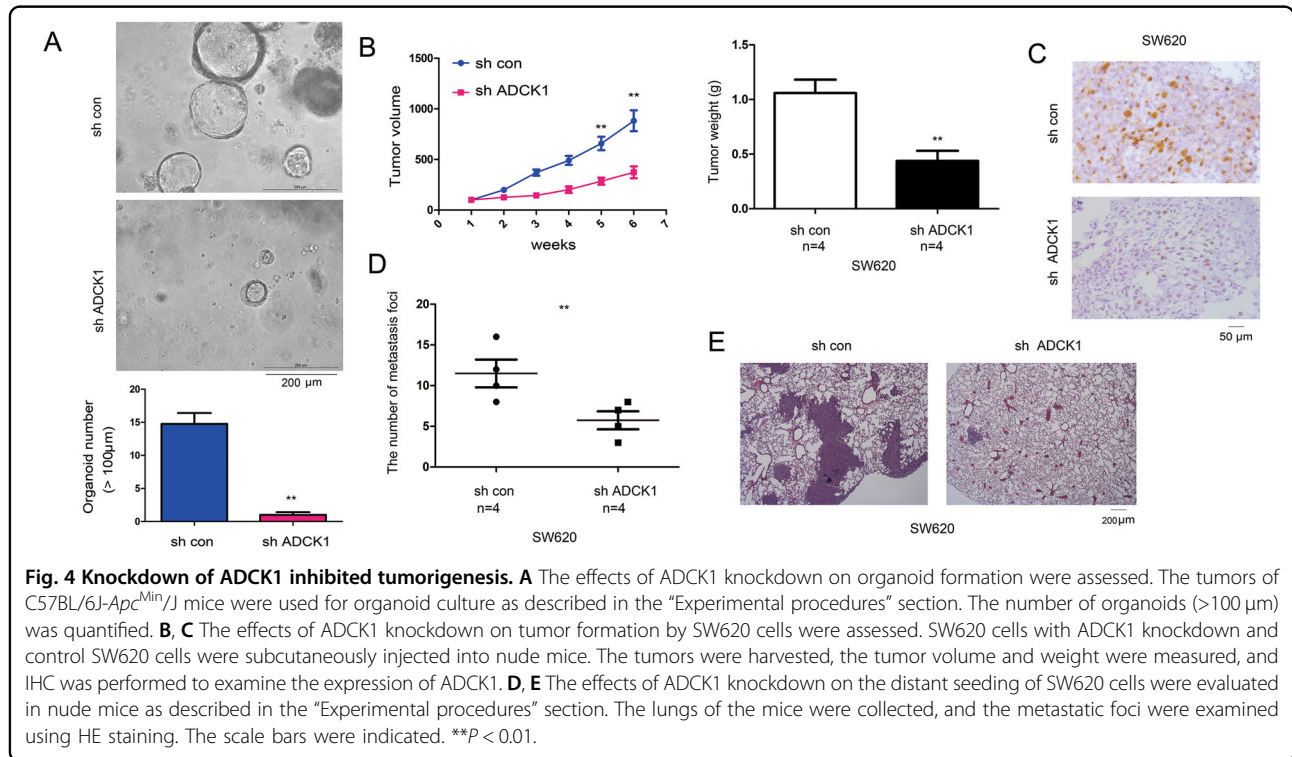 A
sh con
200 μm
sh ADCK1
200 μm
Organoid number
(> 100μm)
20
15
10
5
0
**
sh con
sh ADCK1
B
Tumor volume
1500
1000
500
0
sh con
sh ADCK1
**
**
0 1 2 3 4 5 6 7
weeks
Tumor weight (g)
1.5
1.0
0.5
0.0
**
sh con
n=4
sh ADCK1
n=4
SW620
C
SW620
sh con
sh ADCK1
50 μm
D
The number of metastasis foci
20
15
10
5
0
**
sh con
n=4
sh ADCK1
n=4
SW620
E
sh con
sh ADCK1
200μm
SW620
Fig. 4 Knockdown of ADCK1 inhibited tumorigenesis. A The effects of ADCK1 knockdown on organoid formation were assessed. The tumors of
C57BL/6J-ApcMin/J mice were used for organoid culture as described in the “Experimental procedures” section. The number of organoids (>100 μm)
was quantified. B, C The effects of ADCK1 knockdown on tumor formation by SW620 cells were assessed. SW620 cells with ADCK1 knockdown and
control SW620 cells were subcutaneously injected into nude mice. The tumors were harvested, the tumor volume and weight were measured, and
IHC was performed to examine the expression of ADCK1. D, E The effects of ADCK1 knockdown on the distant seeding of SW620 cells were evaluated
in nude mice as described in the “Experimental procedures” section. The lungs of the mice were collected, and the metastatic foci were examined
using HE staining. The scale bars were indicated. **P < 0.01.